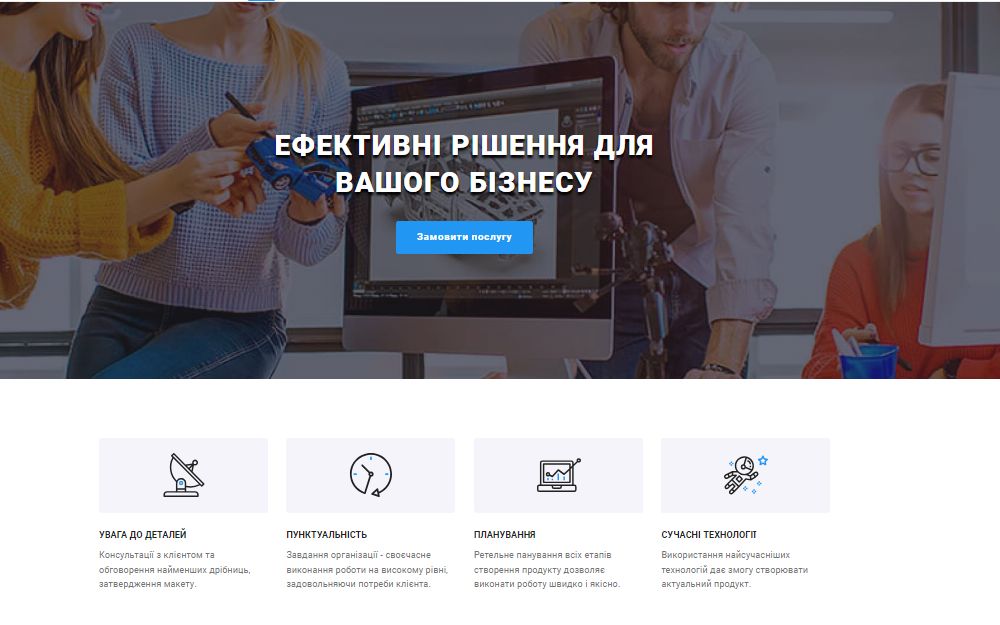 ЕФЕКТИВНІ РІШЕННЯ ДЛЯ
ВАШОГО БІЗНЕСУ
Замовити послугу
УВАГА ДО ДЕТАЛЕЙ
Консультації з клієнтом та
обговорення найменших дрібниць,
затвердження макету.
ПУНКТУАЛЬНІСТЬ
Завдання організації - своєчасне
виконання роботи на високому рівні,
задовольняючи потреби клієнта.
ПЛАНУВАННЯ
Ретельне панування всіх етапів
створення продукту дозволяє
виконати роботу швидко і якісно.
СУЧАСНІ ТЕХНОЛОГІЇ
Використання найсучасніших
технологій дає змогу створювати
актуальний продукт.